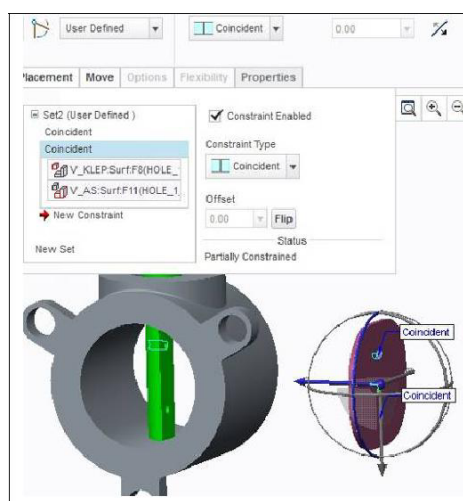 User Defined
Coincident
0.00
Placement Move Options Flexibility Properties
Set2 (User Defined )
Coincident
Coincident
V_KLEP:Surf:F8(HOLE_
V_AS:Surf:F11(HOLE_1_
New Constraint
New Set
Constraint Enabled
Constraint Type
Coincident
Offset
0.00 Flip
Status
Partially Constrained
Coincident
Coincident